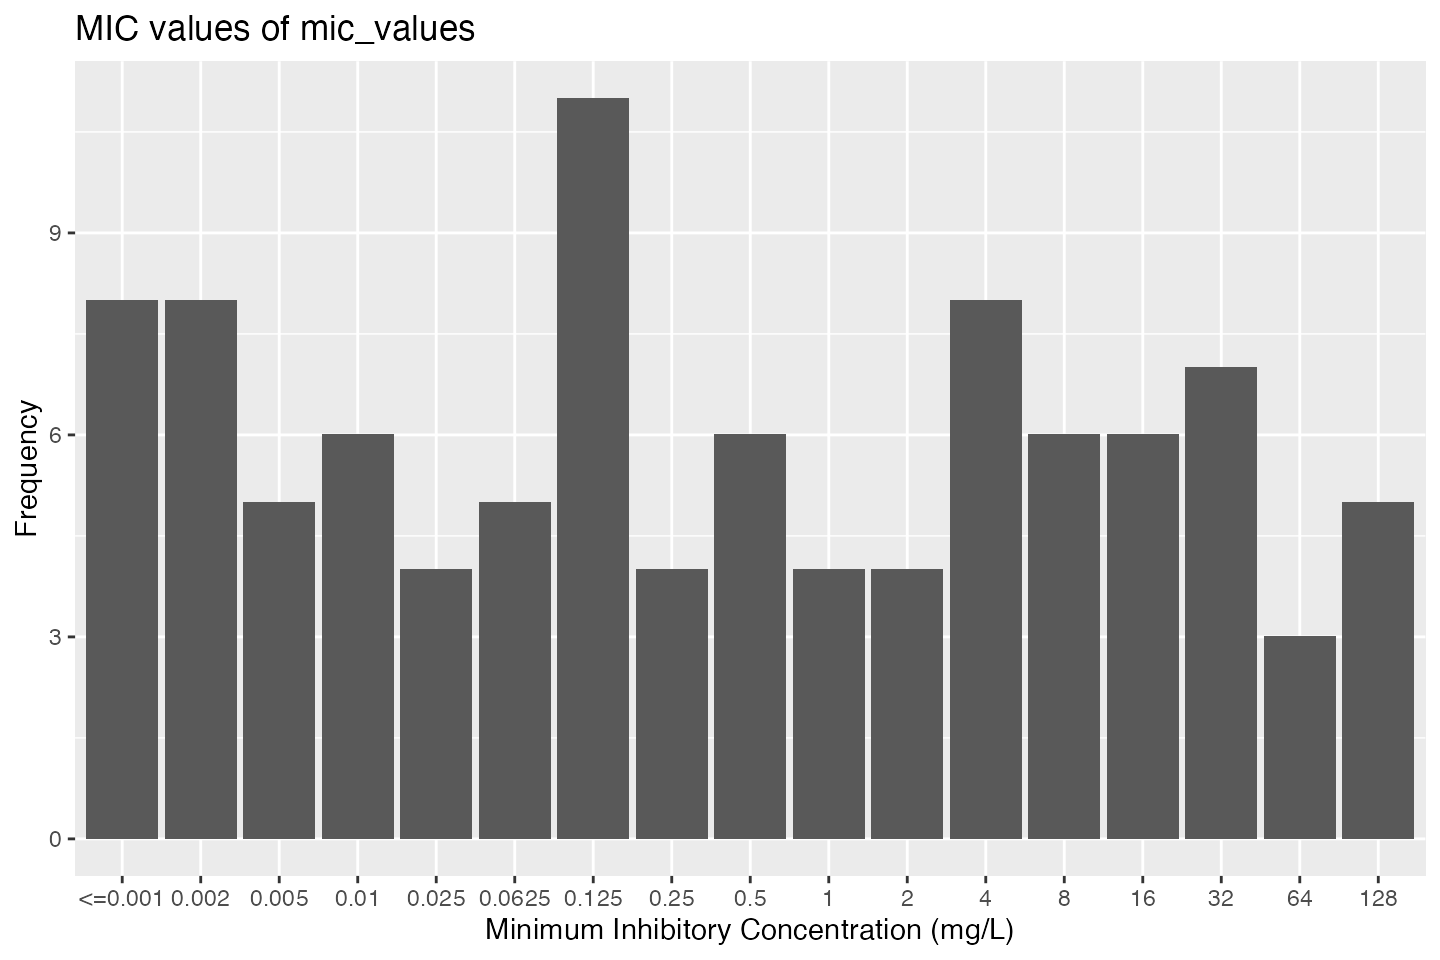 MIC values of mic_values
Frequency
9
6
3
0
<=0.001 0.002 0.005 0.01 0.025 0.0625 0.125 0.25 0.5 1 2 4 8 16 32 64 128
Minimum Inhibitory Concentration (mg/L)